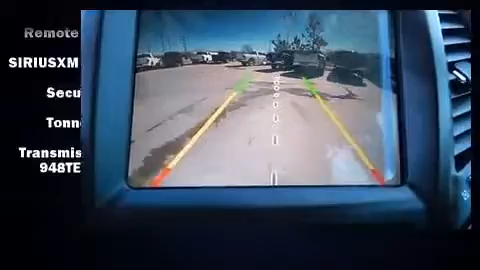 Remote
SIRIUSXM
Secu
Tonne
Transmis
948TE